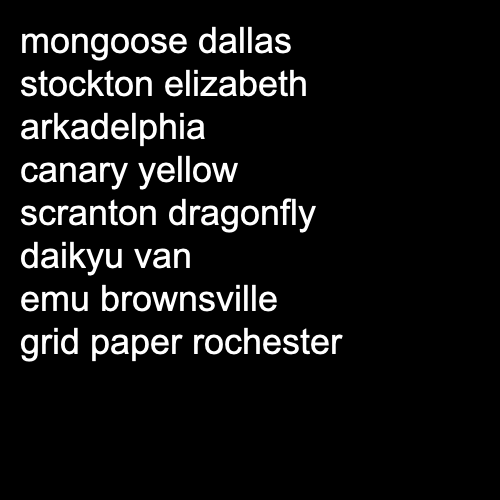 mongoose dallas
stockton elizabeth
arkadelphia
canary yellow
scranton dragonfly
daikyu van
emu brownsville
grid paper rochester